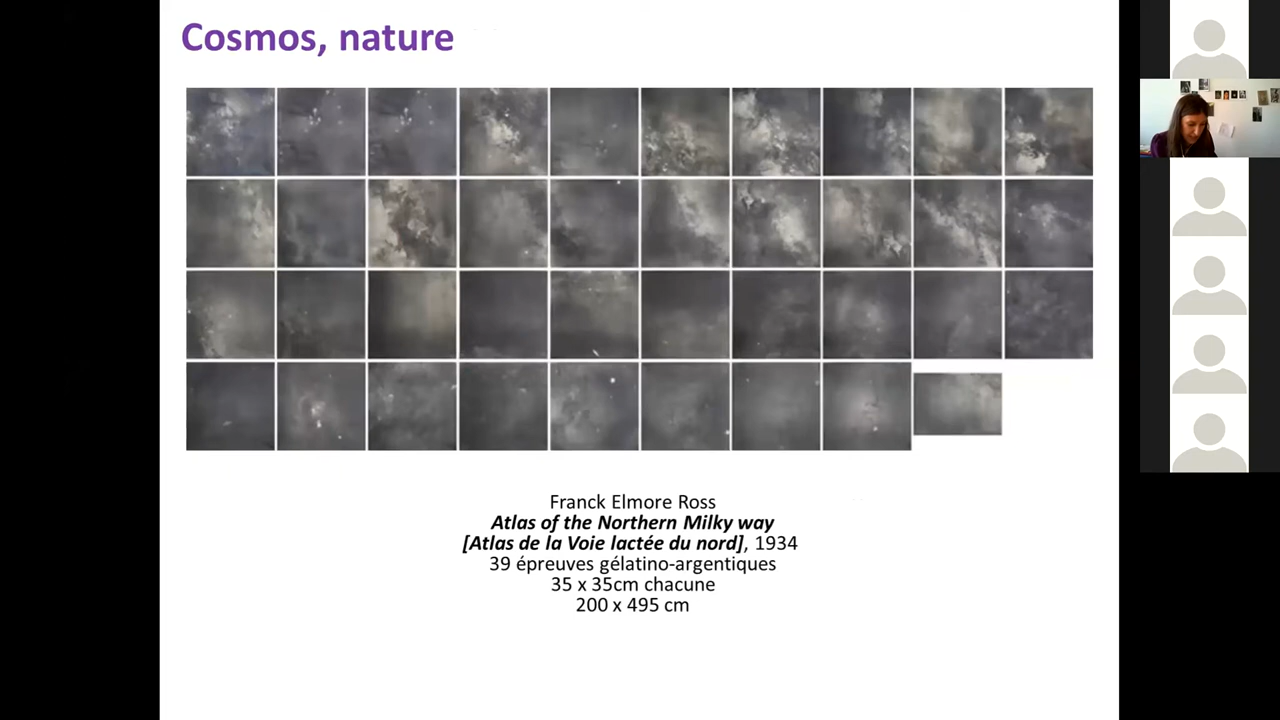 Cosmos, nature
Franck Elmore Ross
Atlas of the Northern Milky way
[Atlas de la Voie lactée du nord], 1934
39 épreuves gélatino-argentiques
35 x 35cm chacune
200 x 495 cm